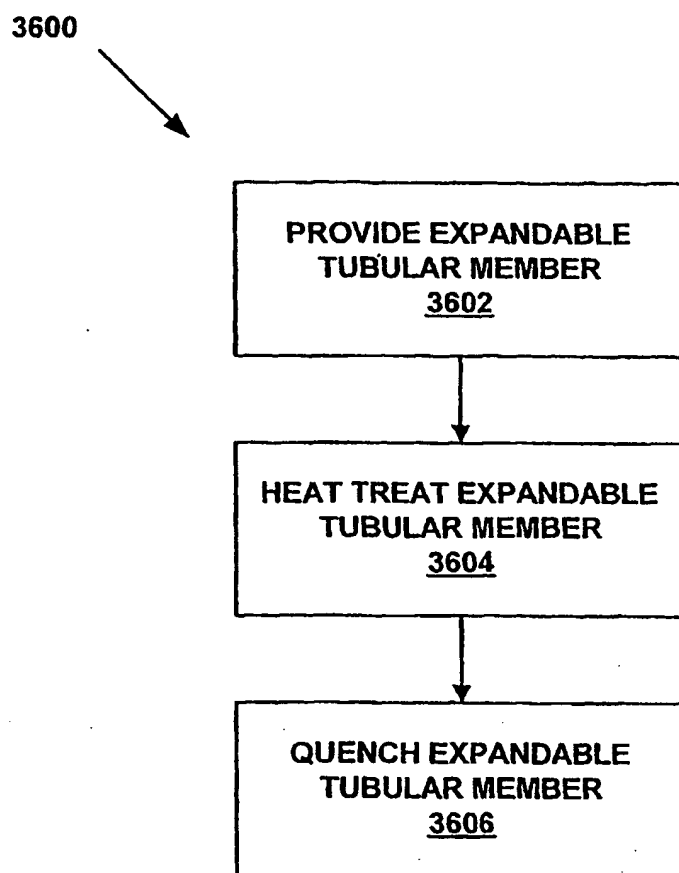 3600
PROVIDE EXPANDABLE
TUBULAR MEMBER
3602
HEAT TREAT EXPANDABLE
TUBULAR MEMBER
3604
QUENCH EXPANDABLE
TUBULAR MEMBER
3606